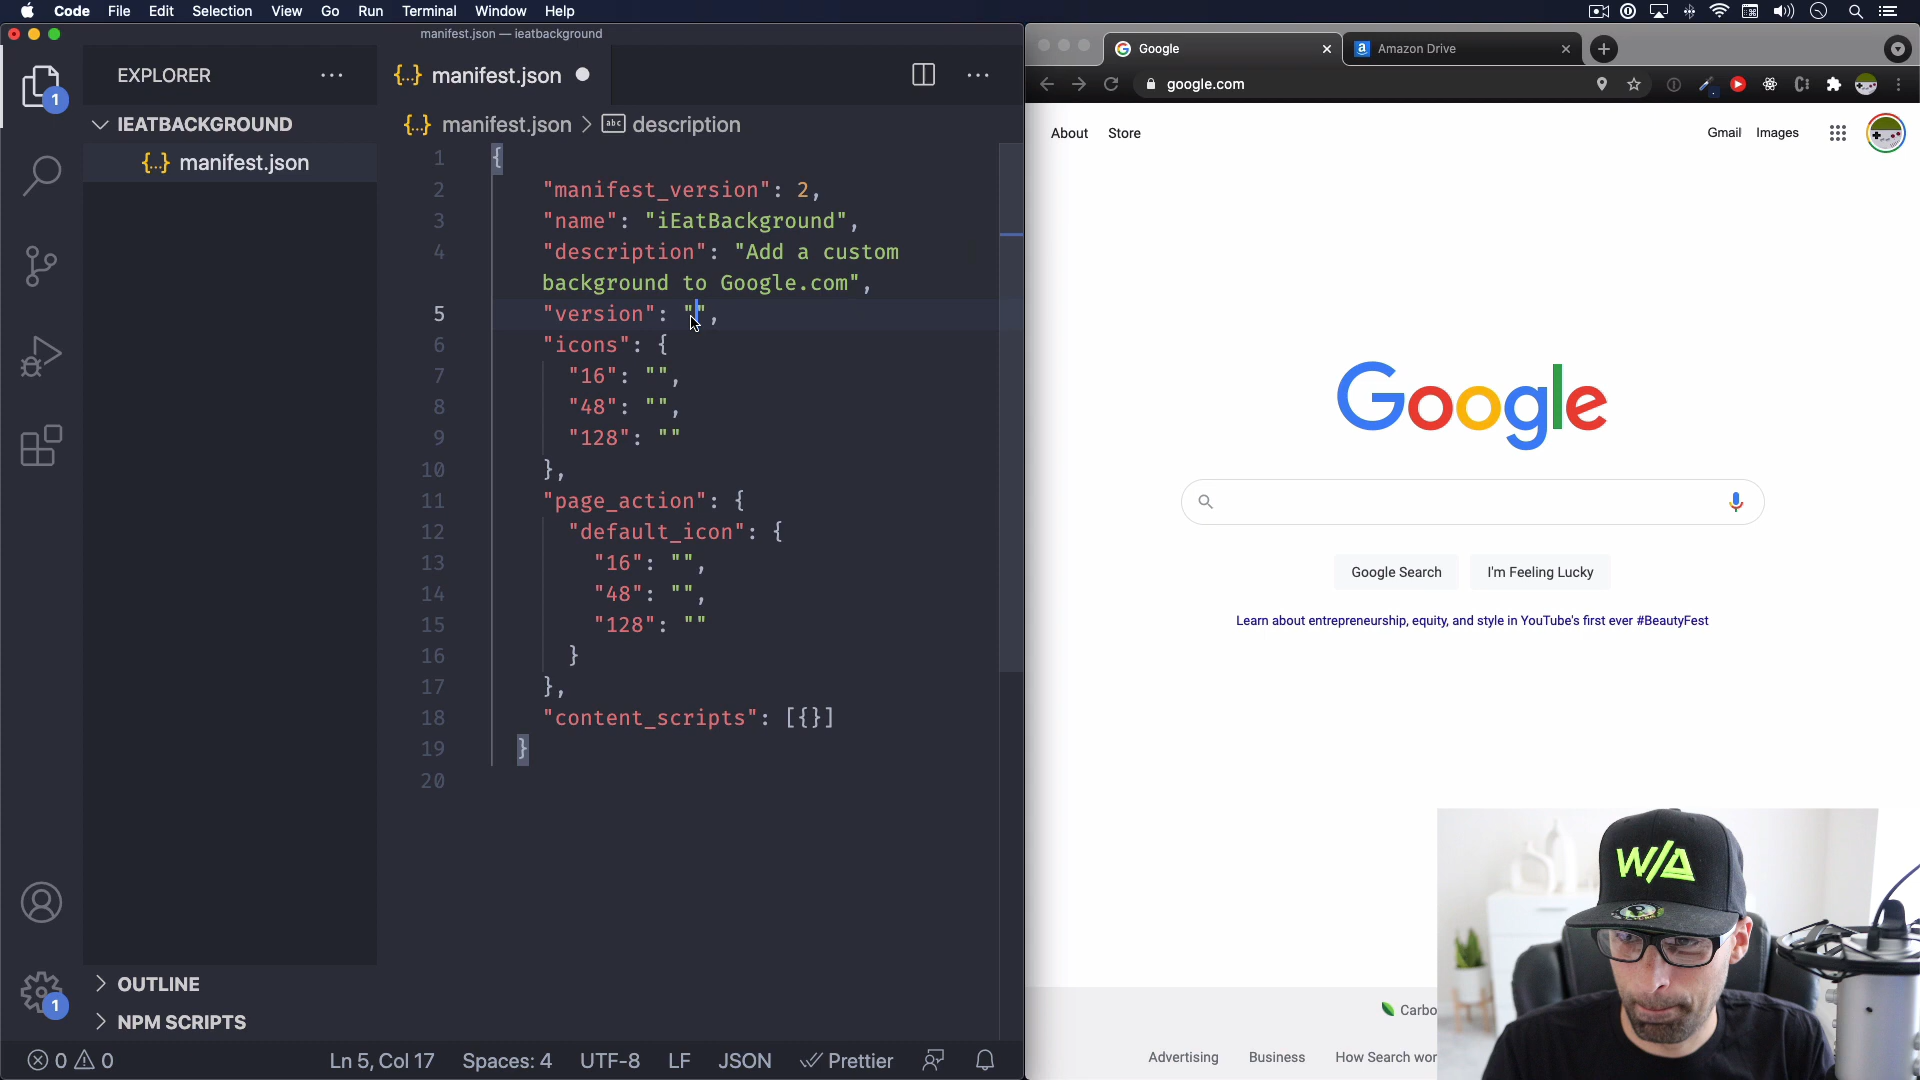 Code File Edit Selection View Go Run Terminal Window Help
manifest.json — ieatbackground
EXPLORER
1
IEATBACKGROUND
{..} manifest.json
{..} manifest.json
{..} manifest.json > abc description
1 {
2 "manifest_version": 2,
3 "name": "iEatBackground",
4 "description": "Add a custom
background to Google.com",
5 "version": "",
6 "icons": {
7 "16": "",
8 "48": "",
9 "128": ""
10 },
11 "page_action": {
12 "default_icon": {
13 "16": "",
14 "48": "",
15 "128": ""
16 }
17 },
18 "content_scripts": [{}]
19 }
20
OUTLINE
1
NPM SCRIPTS
0 0 Ln 5, Col 17 Spaces: 4 UTF-8 LF JSON Prettier
Google
Amazon Drive
google.com
About Store
Gmail Images
Google
Google Search I'm Feeling Lucky
Learn about entrepreneurship, equity, and style in YouTube's first ever #BeautyFest
Carbo
Advertising Business How Search wor
W/A